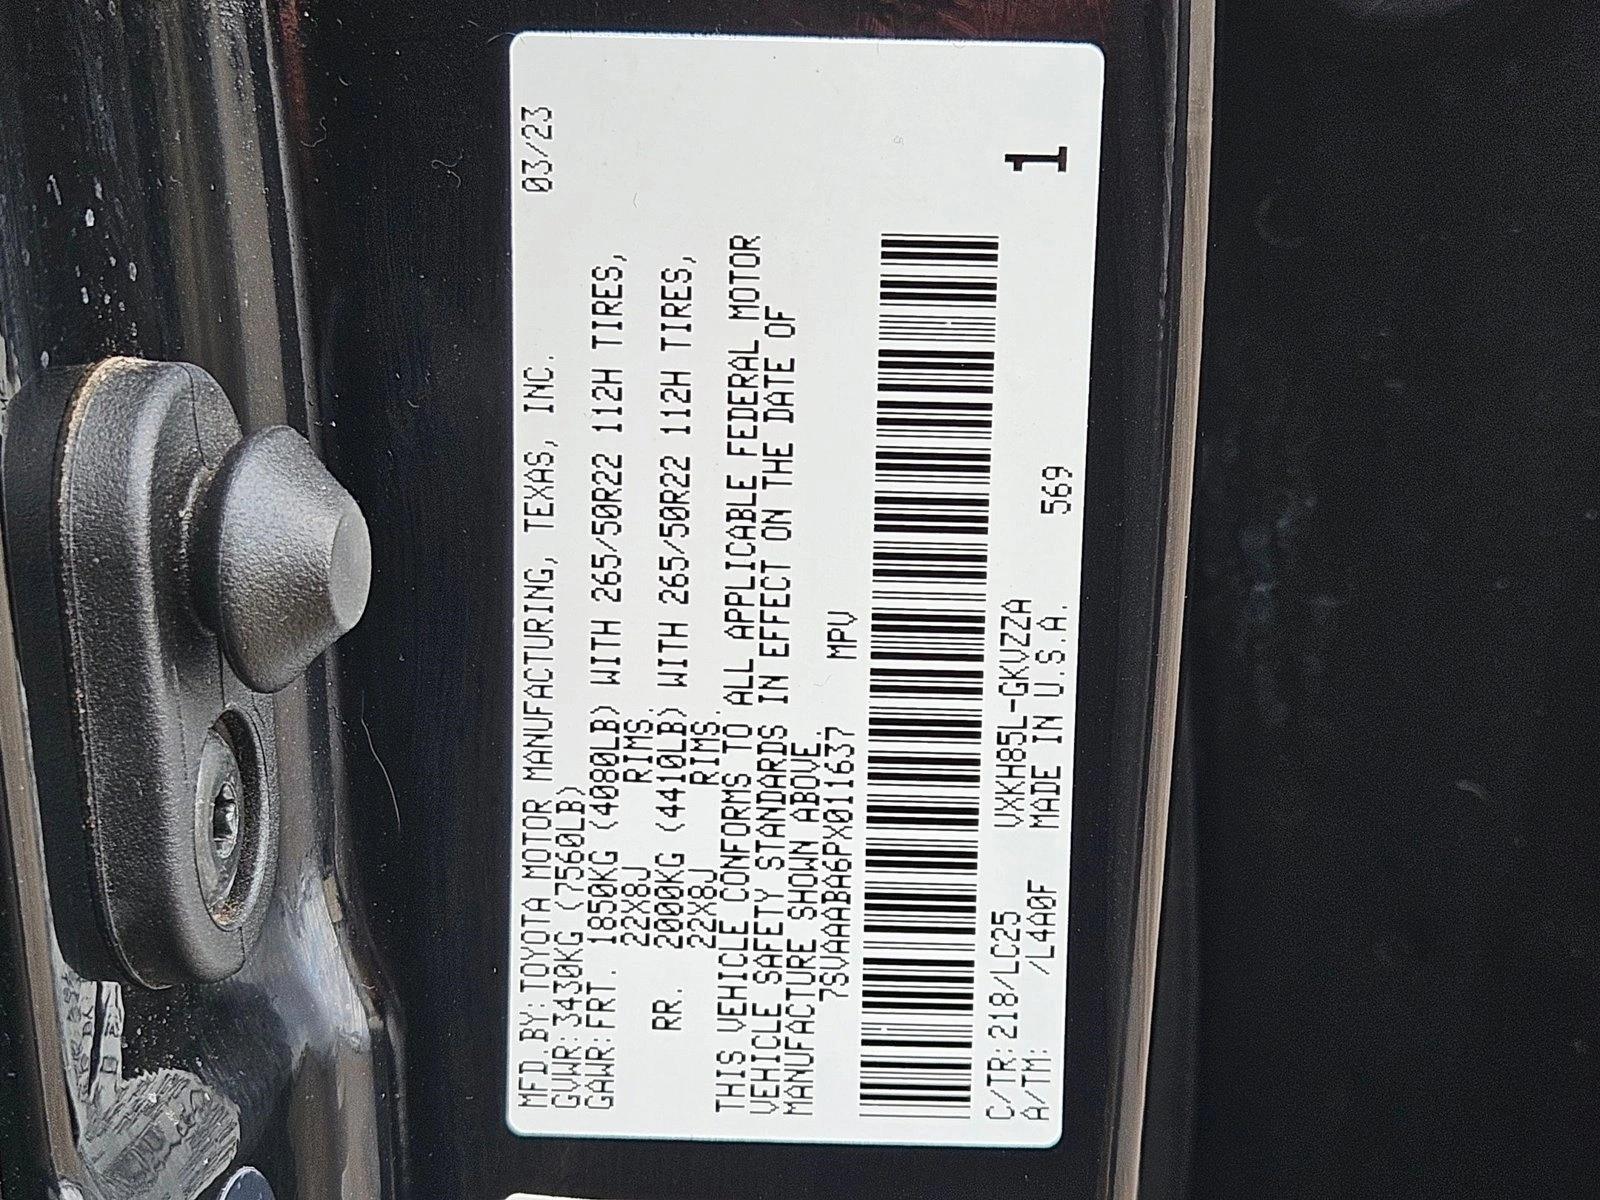 MFD.BY:TOYOTA MOTOR MANUFACTURING, TEXAS, INC. 03/23
GVWR:3430KG (7560LB)
GAWR:FRT. 1850KG (4080LB) WITH 265/50R22 112H TIRES,
22X8J RIMS.
RR. 2000KG (4410LB) WITH 265/50R22 112H TIRES,
22X8J RIMS.
THIS VEHICLE CONFORMS TO ALL APPLICABLE FEDERAL MOTOR
VEHICLE SAFETY STANDARDS IN EFFECT ON THE DATE OF
MANUFACTURE SHOWN ABOVE.
7SVAAABA6PX011637 MPV
C/TR:218/LC25 VXKH85L-GKVZZA
A/TM: /L4A0F MADE IN U.S.A. 569
1